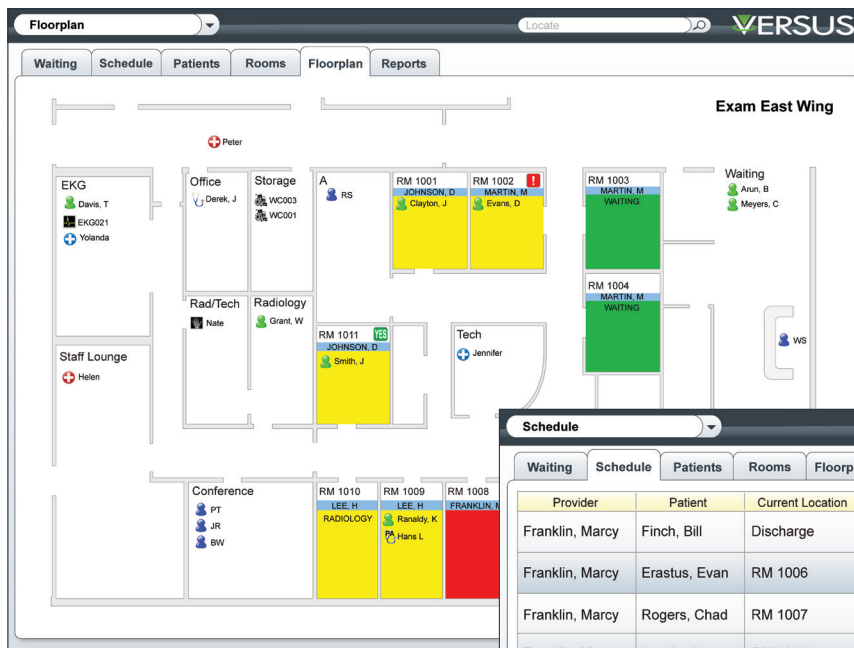 Floorplan
Locate
VERSUS
Waiting
Schedule
Patients
Rooms
Floorplan
Reports
Exam East Wing
Peter
EKG
Davis, T
EKG021
Yolanda
Office
Derek, J
Storage
WC003
WC001
A
RS
RM 1001
JOHNSON, D
Clayton, J
RM 1002
!
MARTIN, M
Evans, D
RM 1003
MARTIN, M
WAITING
Waiting
Arun, B
Meyers, C
RM 1004
MARTIN, M
WAITING
Rad/Tech
Nate
Radiology
Grant, W
RM 1011
YES
JOHNSON, D
Smith, J
Tech
Jennifer
WS
Staff Lounge
Helen
Conference
PT
JR
BW
RM 1010
LEE, H
RADIOLOGY
RM 1009
LEE, H
Ranaldy, K
PA
Hans L
RM 1008
FRANKLIN, M
Schedule
Waiting
Schedule
Patients
Rooms
Floorp
Provider
Patient
Current Location
Franklin, Marcy
Finch, Bill
Discharge
Franklin, Marcy
Erastus, Evan
RM 1006
Franklin, Marcy
Rogers, Chad
RM 1007